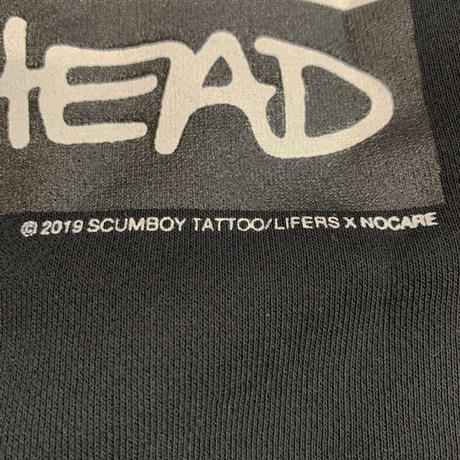 HEAD
© 2019 SCUMBOY TATTOO/LIFERS X NOCARE